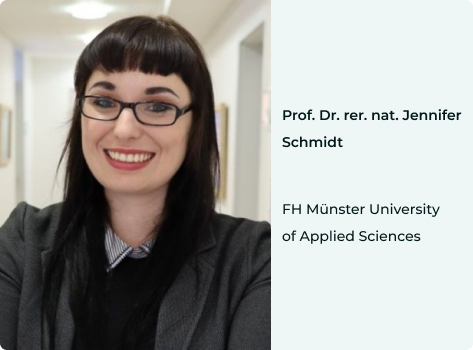 Prof. Dr. rer. nat. Jennifer
Schmidt
FH Münster University
of Applied Sciences